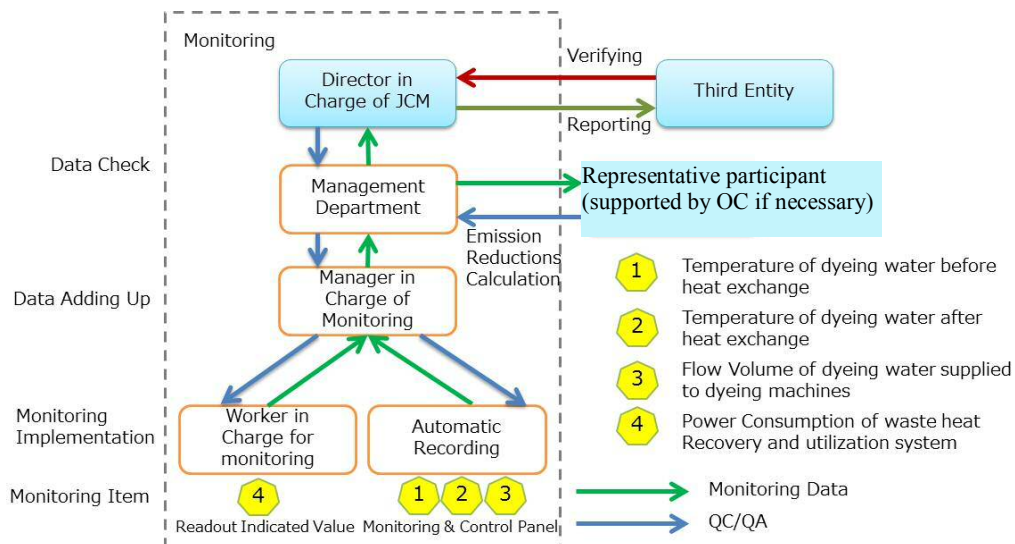 Monitoring
Director in
Charge of JCM
Verifying
Reporting
Third Entity
Data Check
Management
Department
Representative participant
(supported by OC if necessary)
Emission
Reductions
Calculation
Data Adding Up
Manager in
Charge of
Monitoring
1 Temperature of dyeing water before
heat exchange
2 Temperature of dyeing water after
heat exchange
3 Flow Volume of dyeing water supplied
to dyeing machines
4 Power Consumption of waste heat
Recovery and utilization system
Monitoring
Implementation
Worker in
Charge for
monitoring
Automatic
Recording
Monitoring Item
4
1 2 3
Readout Indicated Value
Monitoring & Control Panel
Monitoring Data
QC/QA